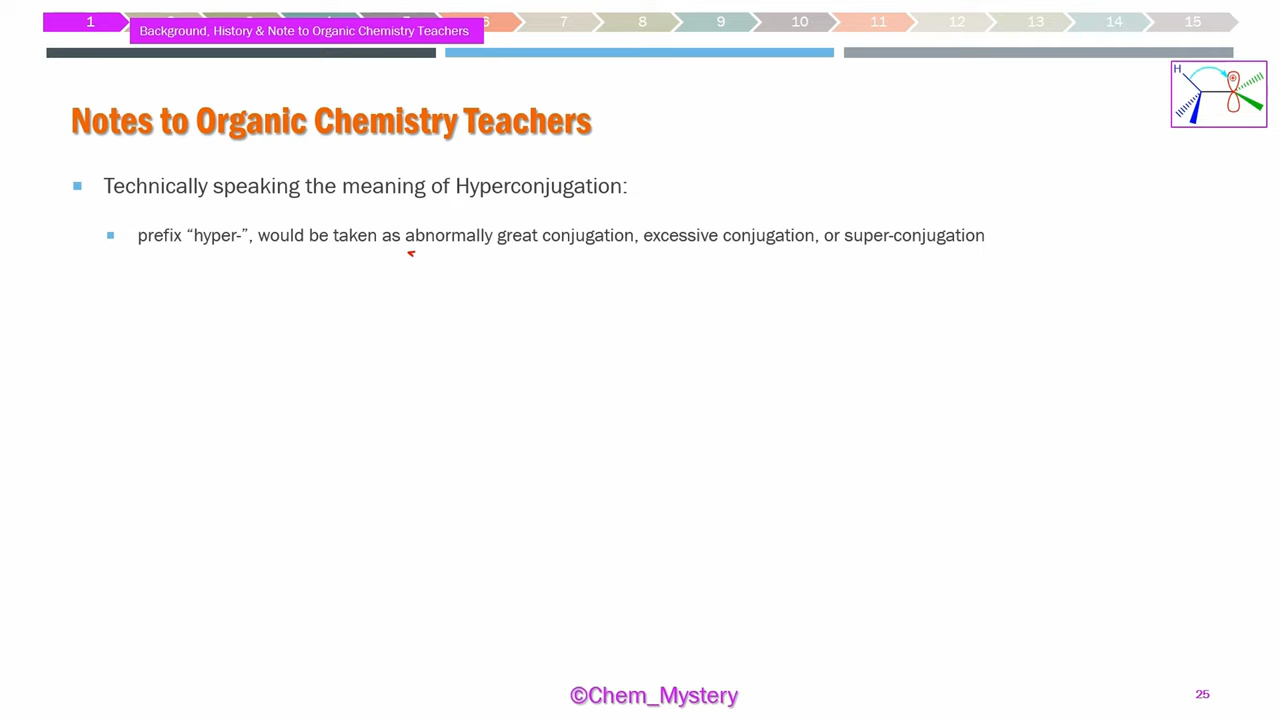 1 6 7 8 9 10 11 12 13 14 15
Background, History & Note to Organic Chemistry Teachers
H
Notes to Organic Chemistry Teachers
Technically speaking the meaning of Hyperconjugation:
prefix “hyper-”, would be taken as abnormally great conjugation, excessive conjugation, or super-conjugation
©Chem_Mystery
25